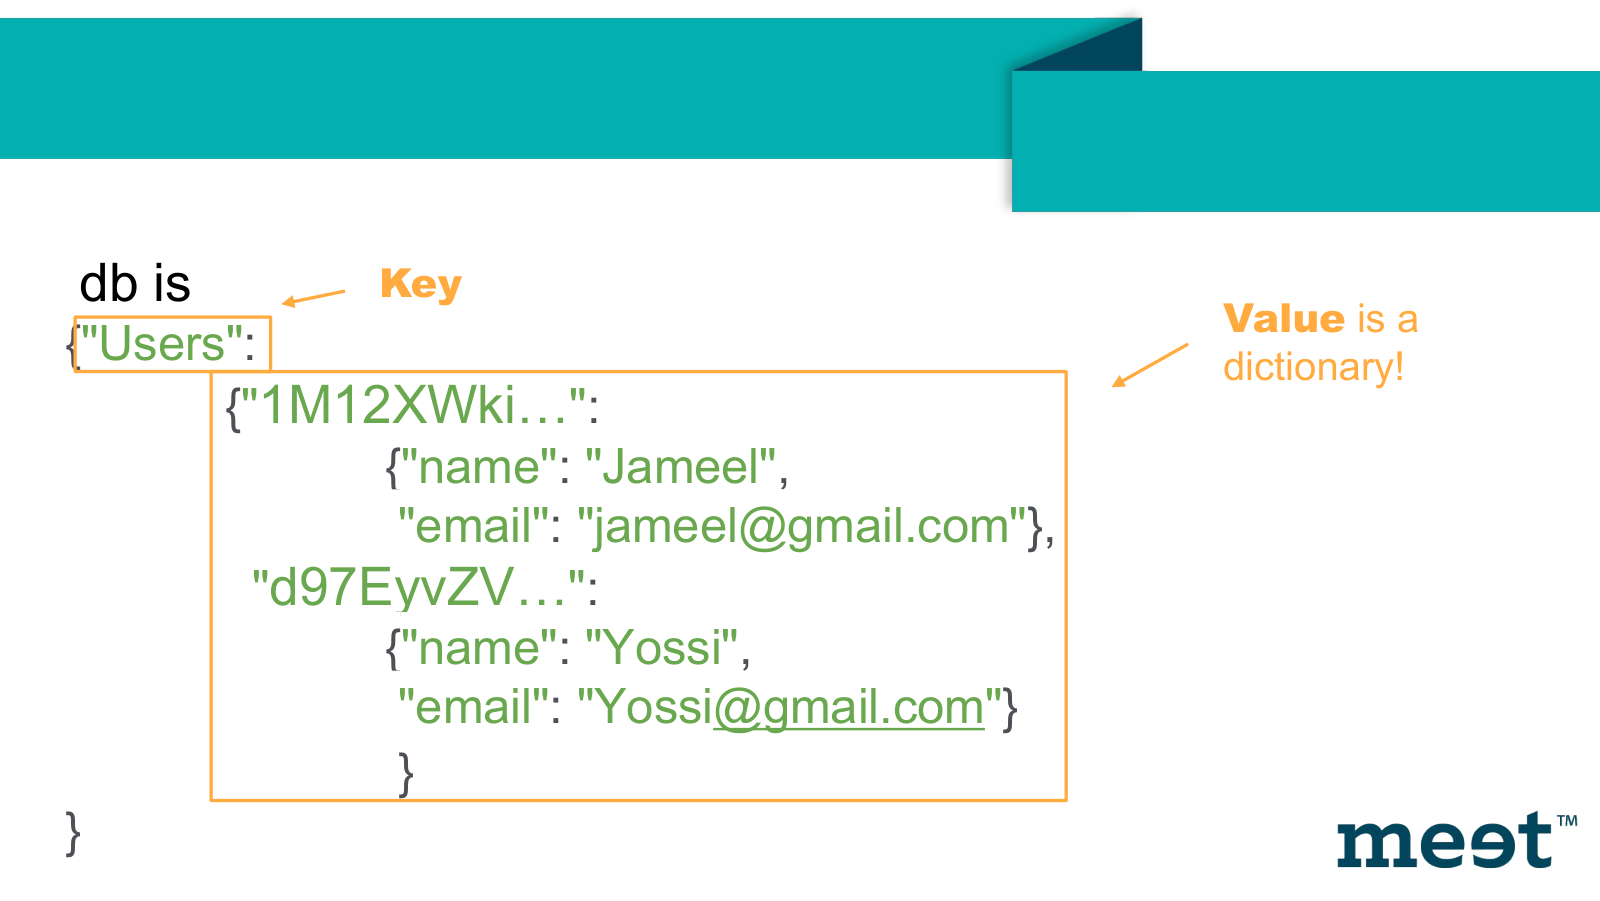 db is
Key
{"Users":
Value is a
dictionary!
{"1M12XWki…":
{"name": "Jameel",
"email": "jameel@gmail.com"},
"d97EyvZV…":
{"name": "Yossi",
"email": "Yossi@gmail.com"}
}
}
meet™